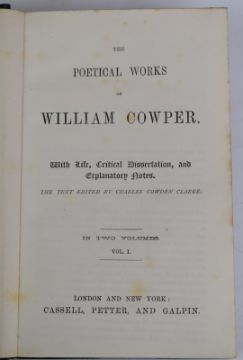 THE
POETICAL WORKS
OF
WILLIAM COWPER.
With Life, Critical Dissertation, and
Explanatory Notes.
THE TEXT EDITED BY CHARLES COWDEN CLARKE.
IN TWO VOLUMES.
VOL. I.
LONDON AND NEW YORK:
CASSELL, PETTER, AND GALPIN.